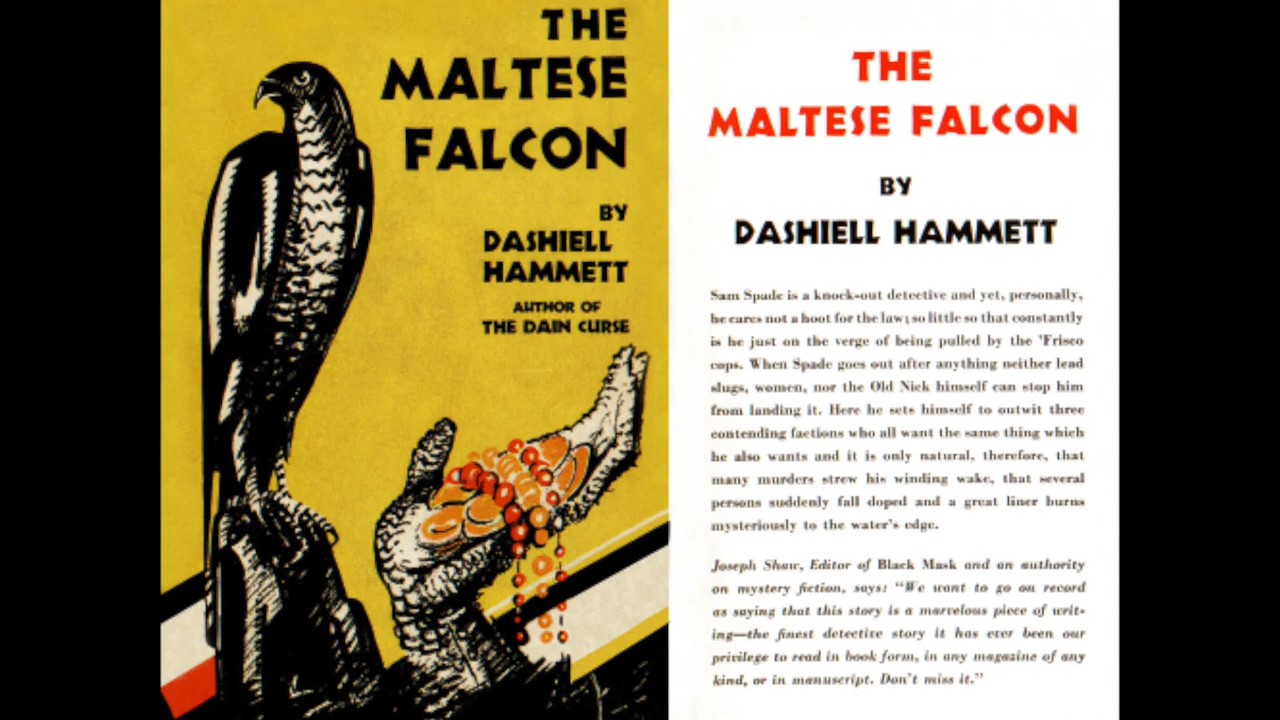 THE
MALTESE
FALCON
BY
DASHIELL
HAMMETT
AUTHOR OF
THE DAIN CURSE
THE
MALTESE FALCON
BY
DASHIELL HAMMETT
Sam Spade is a knock-out detective and yet, personally,
he cares not a hoot for the law; so little so that constantly
is he just on the verge of being pulled by the 'Frisco
cops. When Spade goes out after anything neither lead
slugs, women, nor the Old Nick himself can stop him
from landing it. Here he sets himself to outwit three
contending factions who all want the same thing which
he also wants and it is only natural, therefore, that
many murders strew his winding wake, that several
persons suddenly fall doped and a great liner burns
mysteriously to the water's edge.
Joseph Shaw, Editor of Black Mask and an authority
on mystery fiction, says: "We want to go on record
as saying that this story is a marvelous piece of writ-
ing—the finest detective story it has ever been our
privilege to read in book form, in any magazine of any
kind, or in manuscript. Don't miss it."